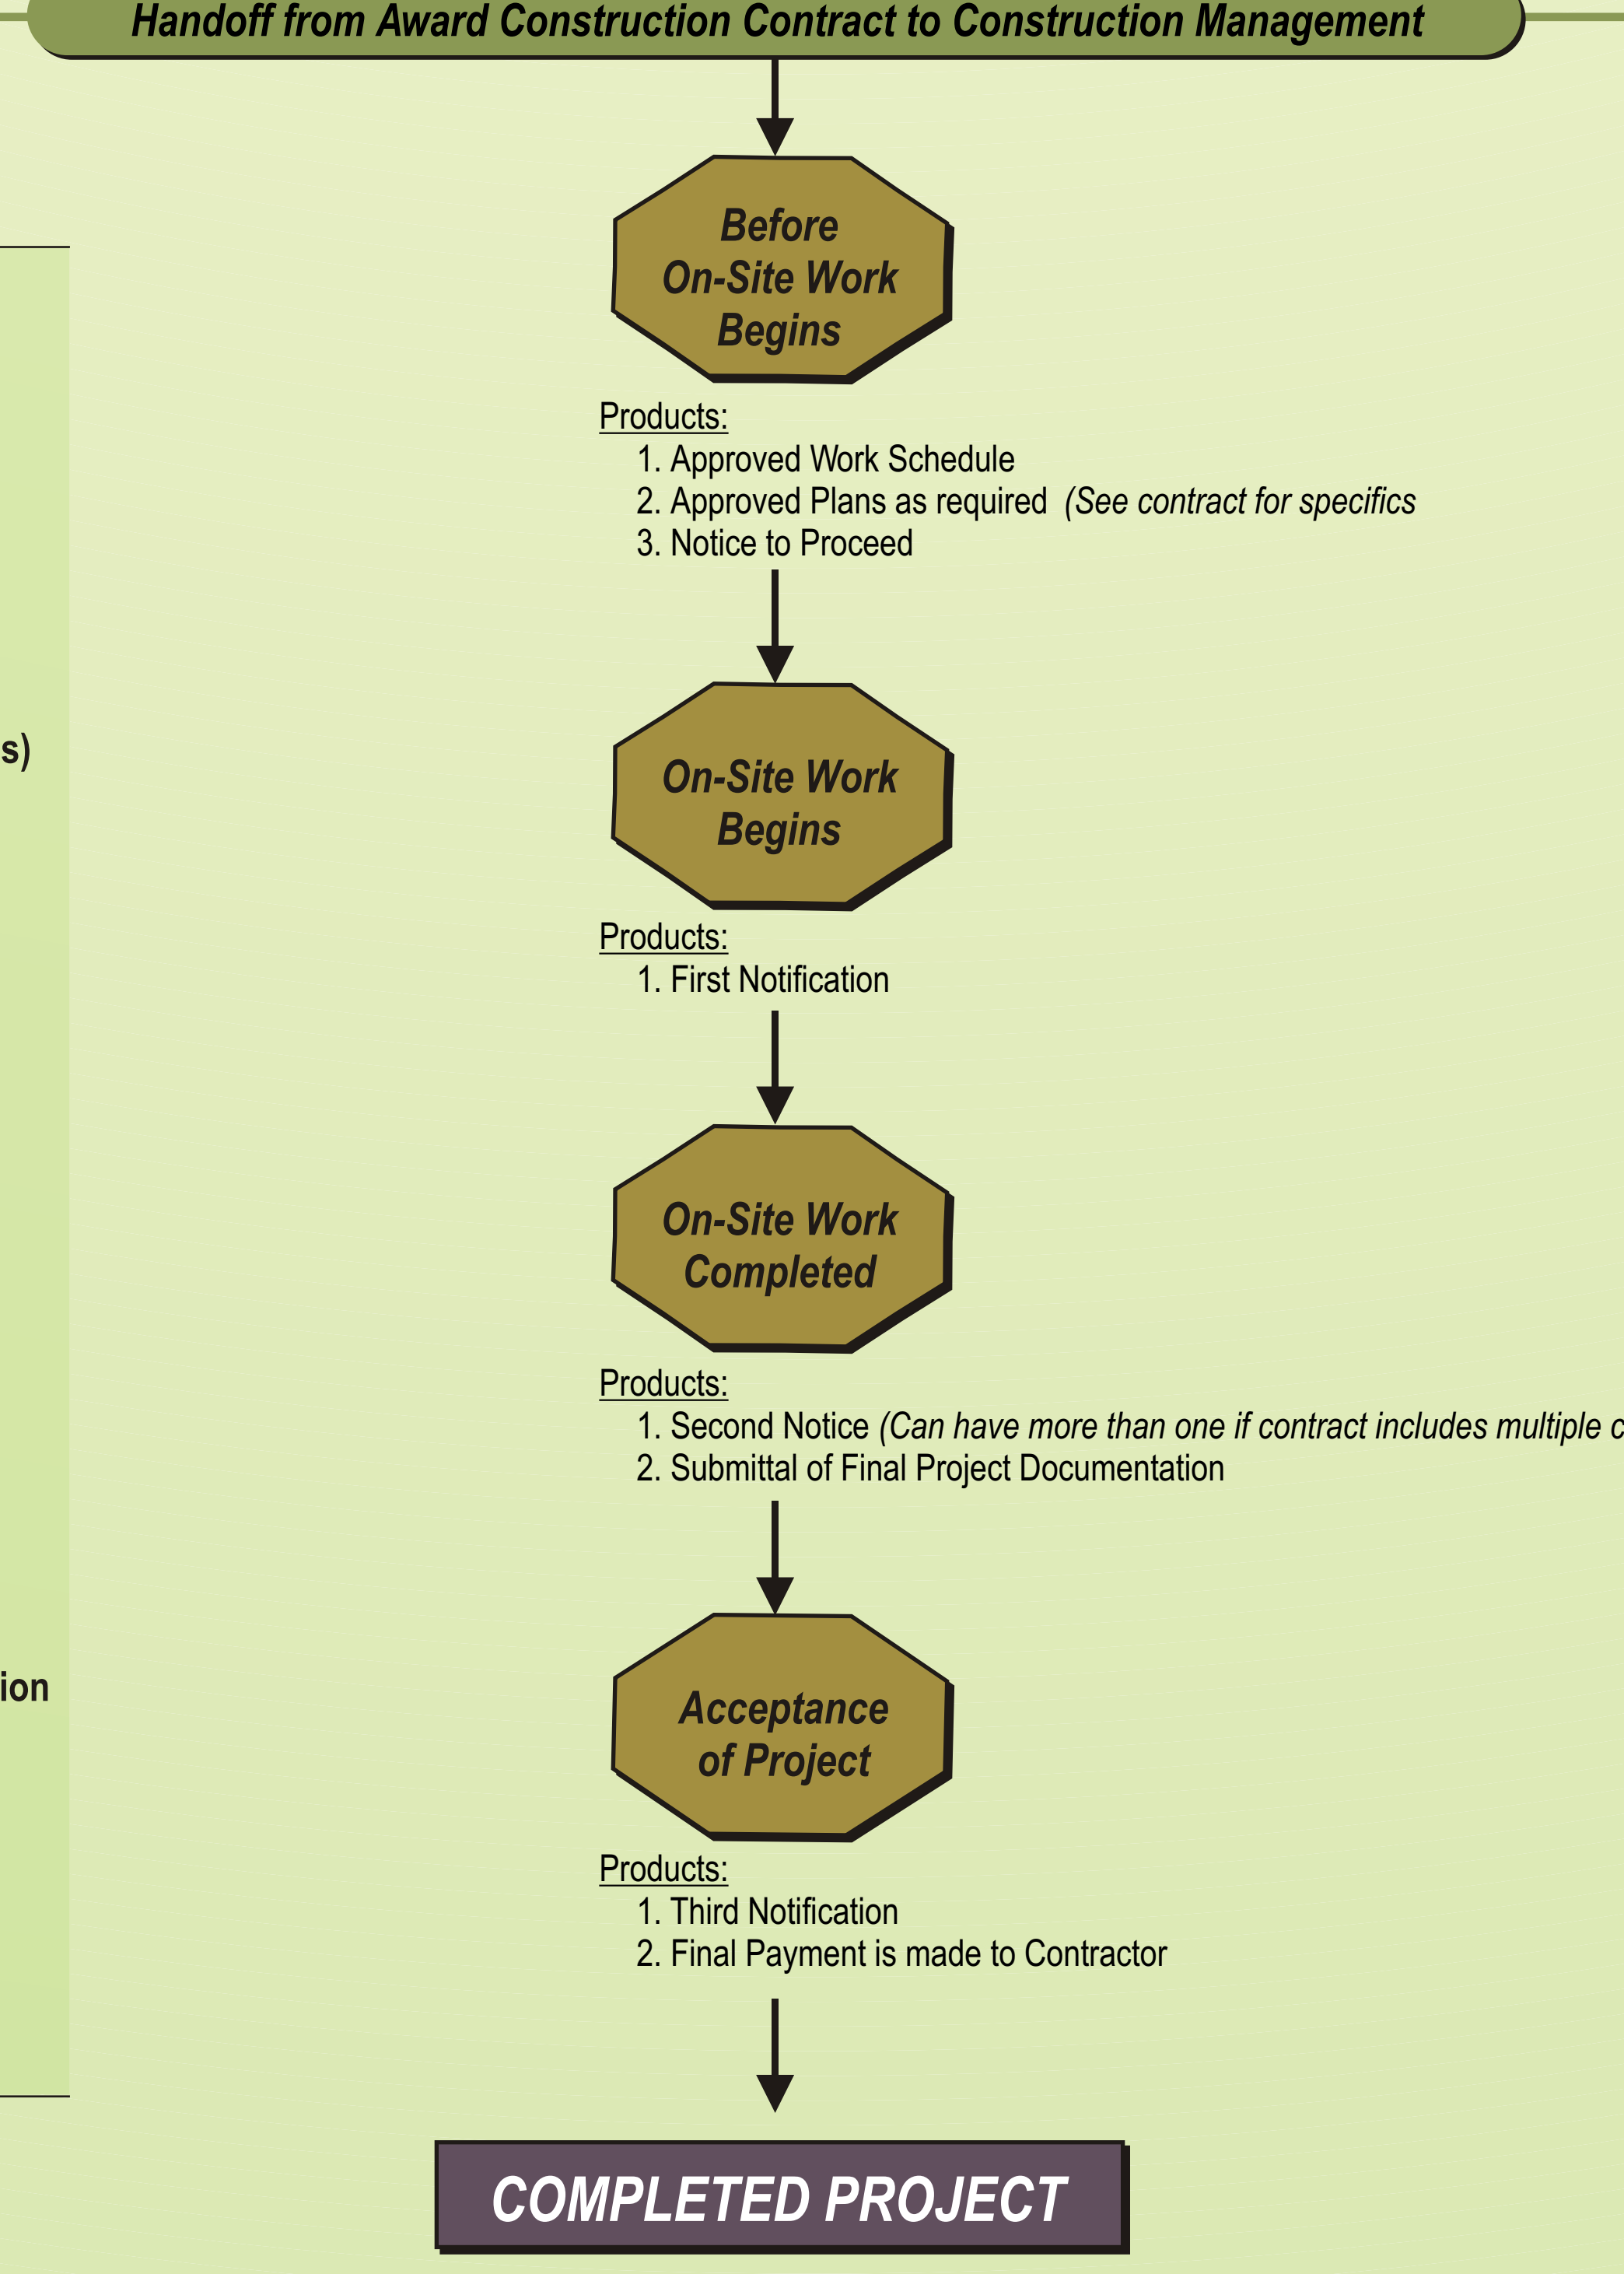 Handoff from Award Construction Contract to Construction Management
Before
On-Site Work
Begins
Products:
1. Approved Work Schedule
2. Approved Plans as required (See contract for specifics
3. Notice to Proceed
s)
On-Site Work
Begins
Products:
1. First Notification
On-Site Work
Completed
Products:
1. Second Notice (Can have more than one if contract includes multiple c
2. Submittal of Final Project Documentation
ion
Acceptance
of Project
Products:
1. Third Notification
2. Final Payment is made to Contractor
COMPLETED PROJECT